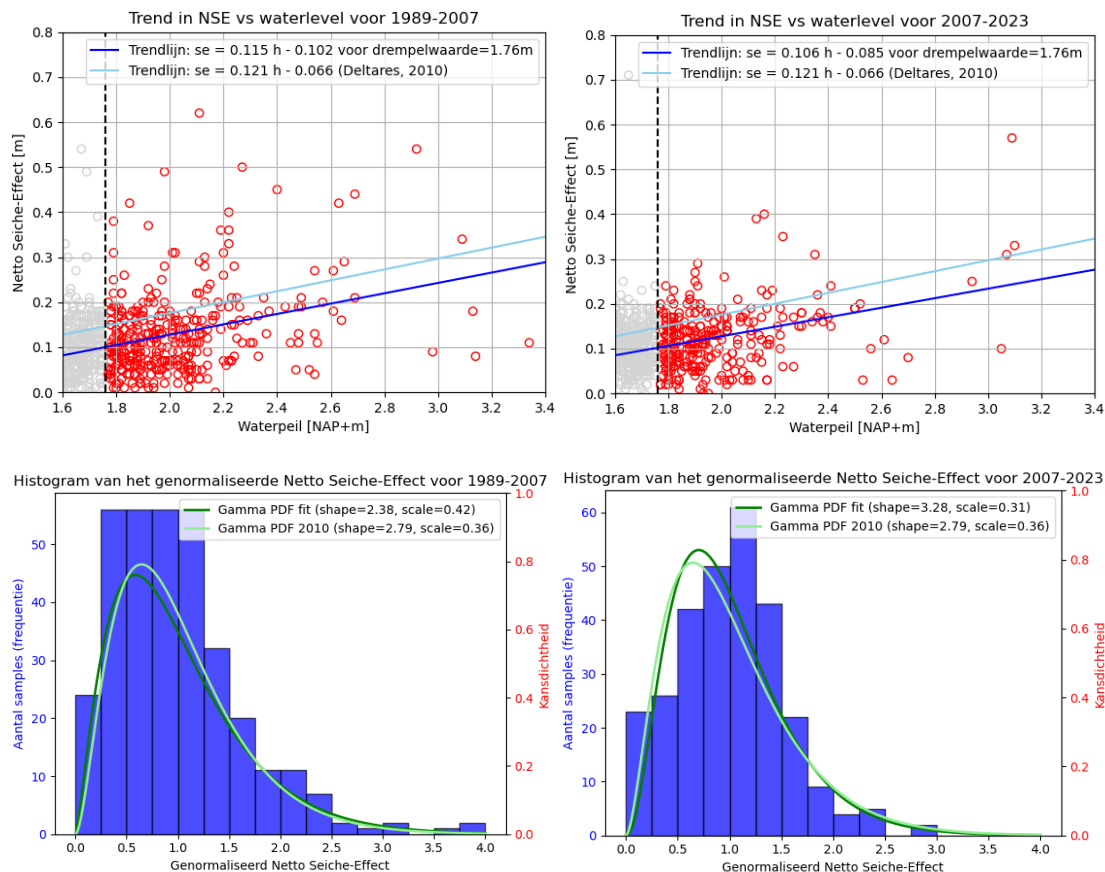 Trend in NSE vs waterlevel voor 1989-2007
Trendlijn: se = 0.115 h - 0.102 voor drempelwaarde=1.76m
Trendlijn: se = 0.121 h - 0.066 (Deltares, 2010)
Netto Seiche-Effect [m]
0.8
0.7
0.6
0.5
0.4
0.3
0.2
0.1
0.0
1.6 1.8 2.0 2.2 2.4 2.6 2.8 3.0 3.2 3.4
Waterpeil [NAP+m]
Trend in NSE vs waterlevel voor 2007-2023
Trendlijn: se = 0.106 h - 0.085 voor drempelwaarde=1.76m
Trendlijn: se = 0.121 h - 0.066 (Deltares, 2010)
Netto Seiche-Effect [m]
0.8
0.7
0.6
0.5
0.4
0.3
0.2
0.1
0.0
1.6 1.8 2.0 2.2 2.4 2.6 2.8 3.0 3.2 3.4
Waterpeil [NAP+m]
Histogram van het genormaliseerde Netto Seiche-Effect voor 1989-2007
Gamma PDF fit (shape=2.38, scale=0.42)
Gamma PDF 2010 (shape=2.79, scale=0.36)
Aantal samples (frequentie)
50
40
30
20
10
0
Kansdichtheid
1.0
0.8
0.6
0.4
0.2
0.0
0.0 0.5 1.0 1.5 2.0 2.5 3.0 3.5 4.0
Genormaliseerd Netto Seiche-Effect
Histogram van het genormaliseerde Netto Seiche-Effect voor 2007-2023
Gamma PDF fit (shape=3.28, scale=0.31)
Gamma PDF 2010 (shape=2.79, scale=0.36)
Aantal samples (frequentie)
60
50
40
30
20
10
0
Kansdichtheid
1.0
0.8
0.6
0.4
0.2
0.0
0.0 0.5 1.0 1.5 2.0 2.5 3.0 3.5 4.0
Genormaliseerd Netto Seiche-Effect